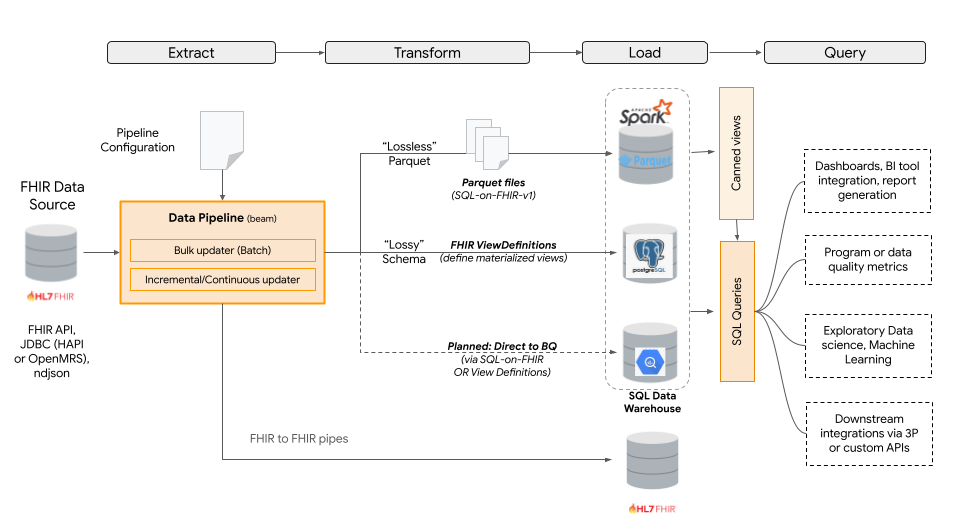 Extract
Transform
Load
Query
Pipeline
Configuration
FHIR Data
Source
HL7 FHIR
FHIR API,
JDBC (HAPI
or OpenMRS),
ndjson
Data Pipeline (beam)
Bulk updater (Batch)
Incremental/Continuous updater
“Lossless”
Parquet
Parquet files
(SQL-on-FHIR-v1)
“Lossy”
Schema
FHIR ViewDefinitions
(define materialized views)
Planned: Direct to BQ
(via SQL-on-FHIR
OR View Definitions)
FHIR to FHIR pipes
APACHE
Spark
Parquet
PostgreSQL
SQL Data
Warehouse
HL7 FHIR
Canned views
SQL Queries
Dashboards, BI tool
integration, report
generation
Program or data
quality metrics
Exploratory Data
science, Machine
Learning
Downstream
integrations via 3P
or custom APIs